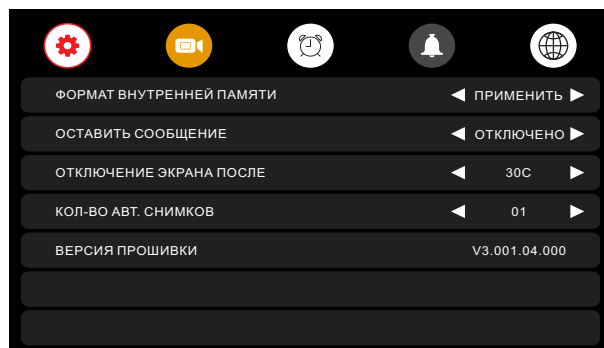 ФОРМАТ ВНУТРЕННЕЙ ПАМЯТИ ПРИМЕНИТЬ
ОСТАВИТЬ СООБЩЕНИЕ ОТКЛЮЧЕНО
ОТКЛЮЧЕНИЕ ЭКРАНА ПОСЛЕ 30С
КОЛ-ВО АВТ. СНИМКОВ 01
ВЕРСИЯ ПРОШИВКИ V3.001.04.000